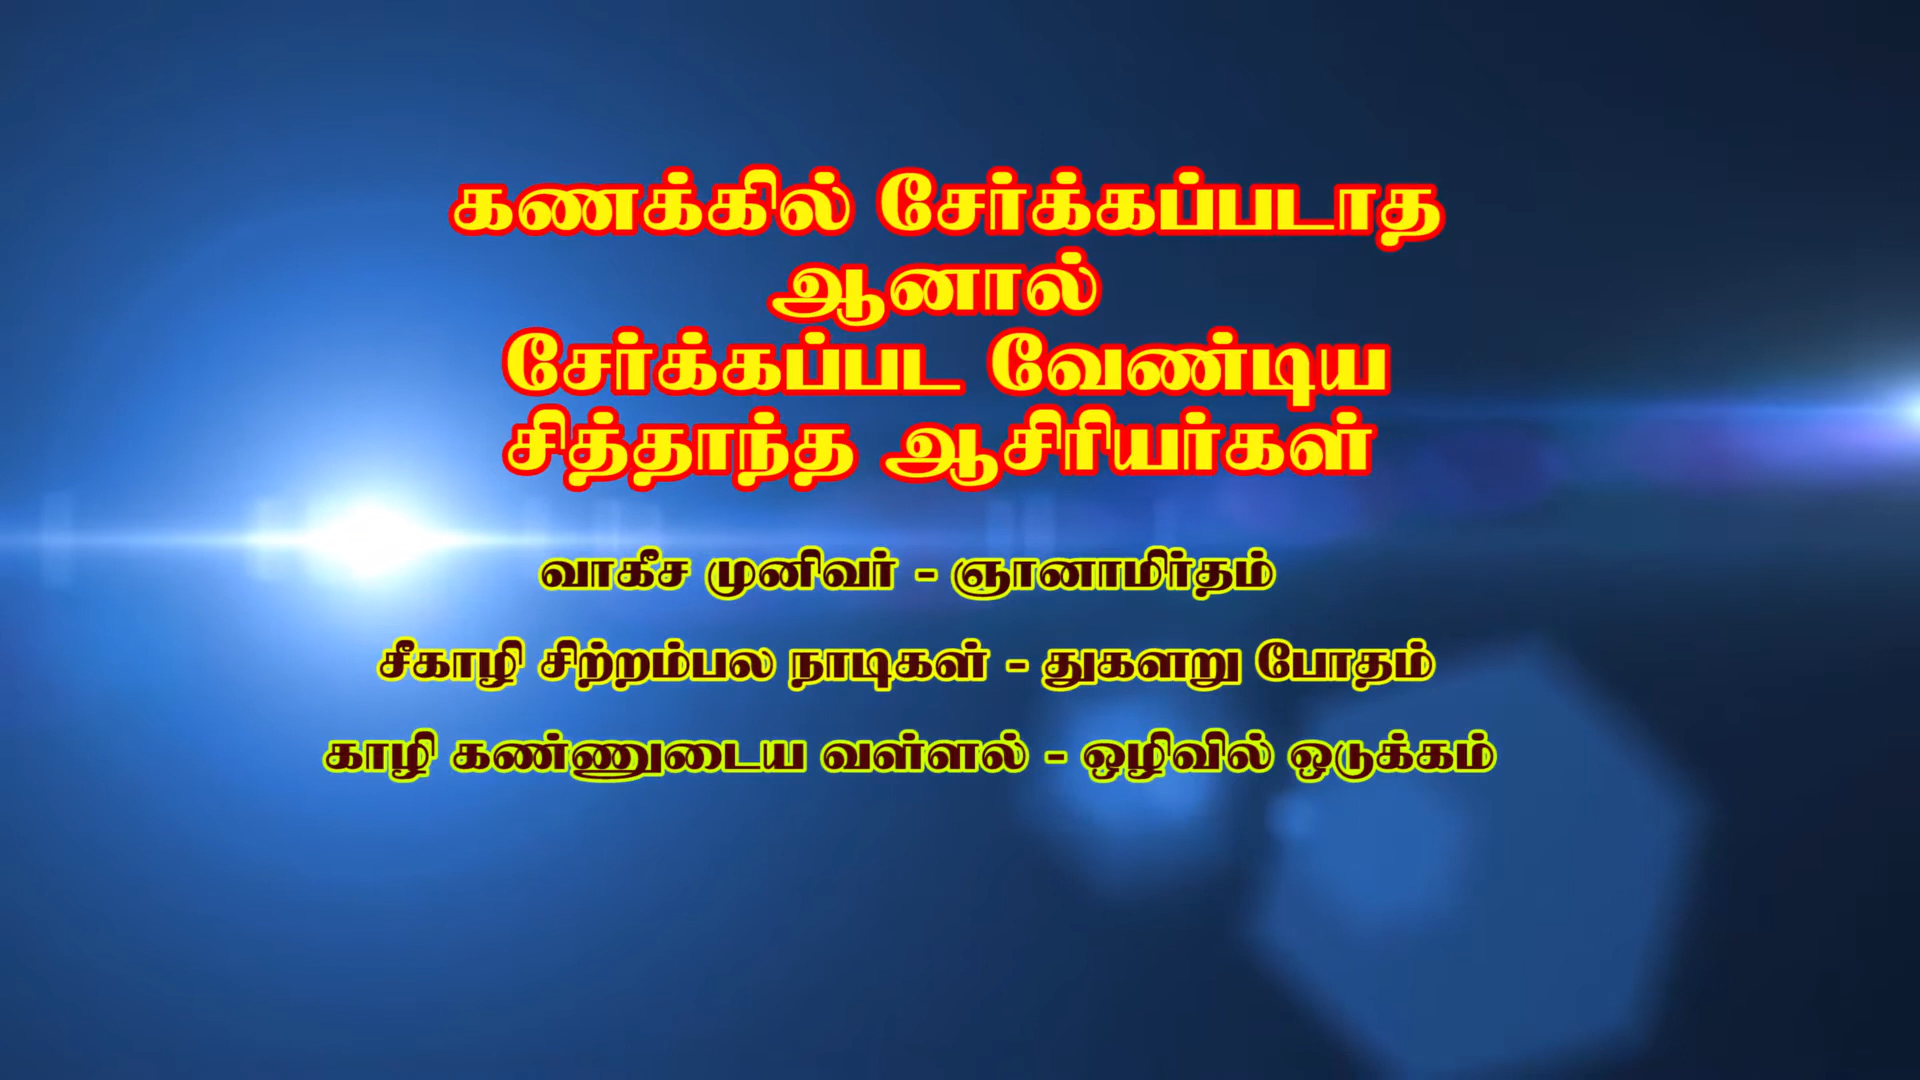 கணக்கில் சேர்க்கப்படாத
ஆனால்
சேர்க்கப்பட வேண்டிய
சித்தாந்த ஆசிரியர்கள்
வாகீச முனிவர் - ஞானாமிர்தம்
சீகாழி சிற்றம்பல நாடிகள் - துகளறு போதம்
காழி கண்ணுடைய வள்ளல் - ஒழிவில் ஒடுக்கம்